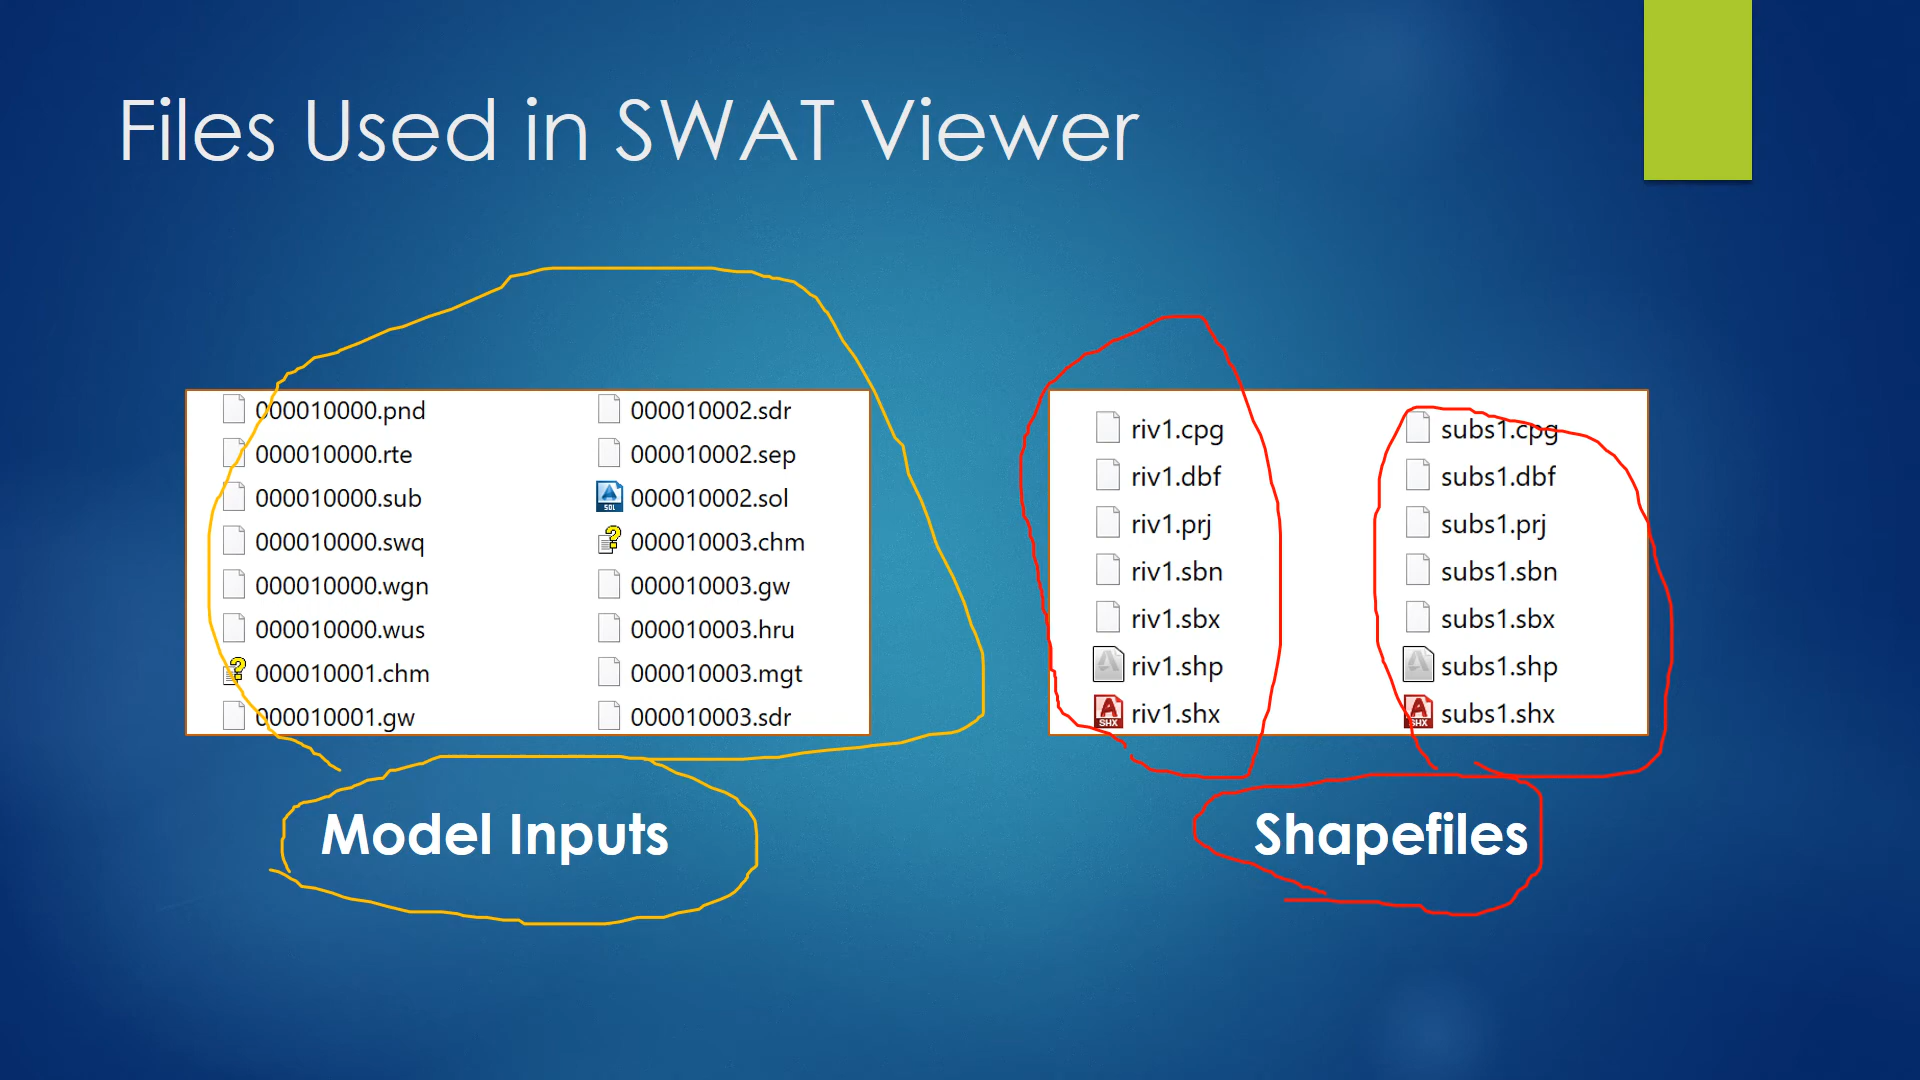 Files Used in SWAT Viewer
000010000.pnd
000010000.rte
000010000.sub
000010000.swq
000010000.wgn
000010000.wus
000010001.chm
000010001.gw
000010002.sdr
000010002.sep
SOL
000010002.sol
000010003.chm
000010003.gw
000010003.hru
000010003.mgt
000010003.sdr
Model Inputs
riv1.cpg
riv1.dbf
riv1.prj
riv1.sbn
riv1.sbx
riv1.shp
SHX
riv1.shx
subs1.cpg
subs1.dbf
subs1.prj
subs1.sbn
subs1.sbx
subs1.shp
SHX
subs1.shx
Shapefiles